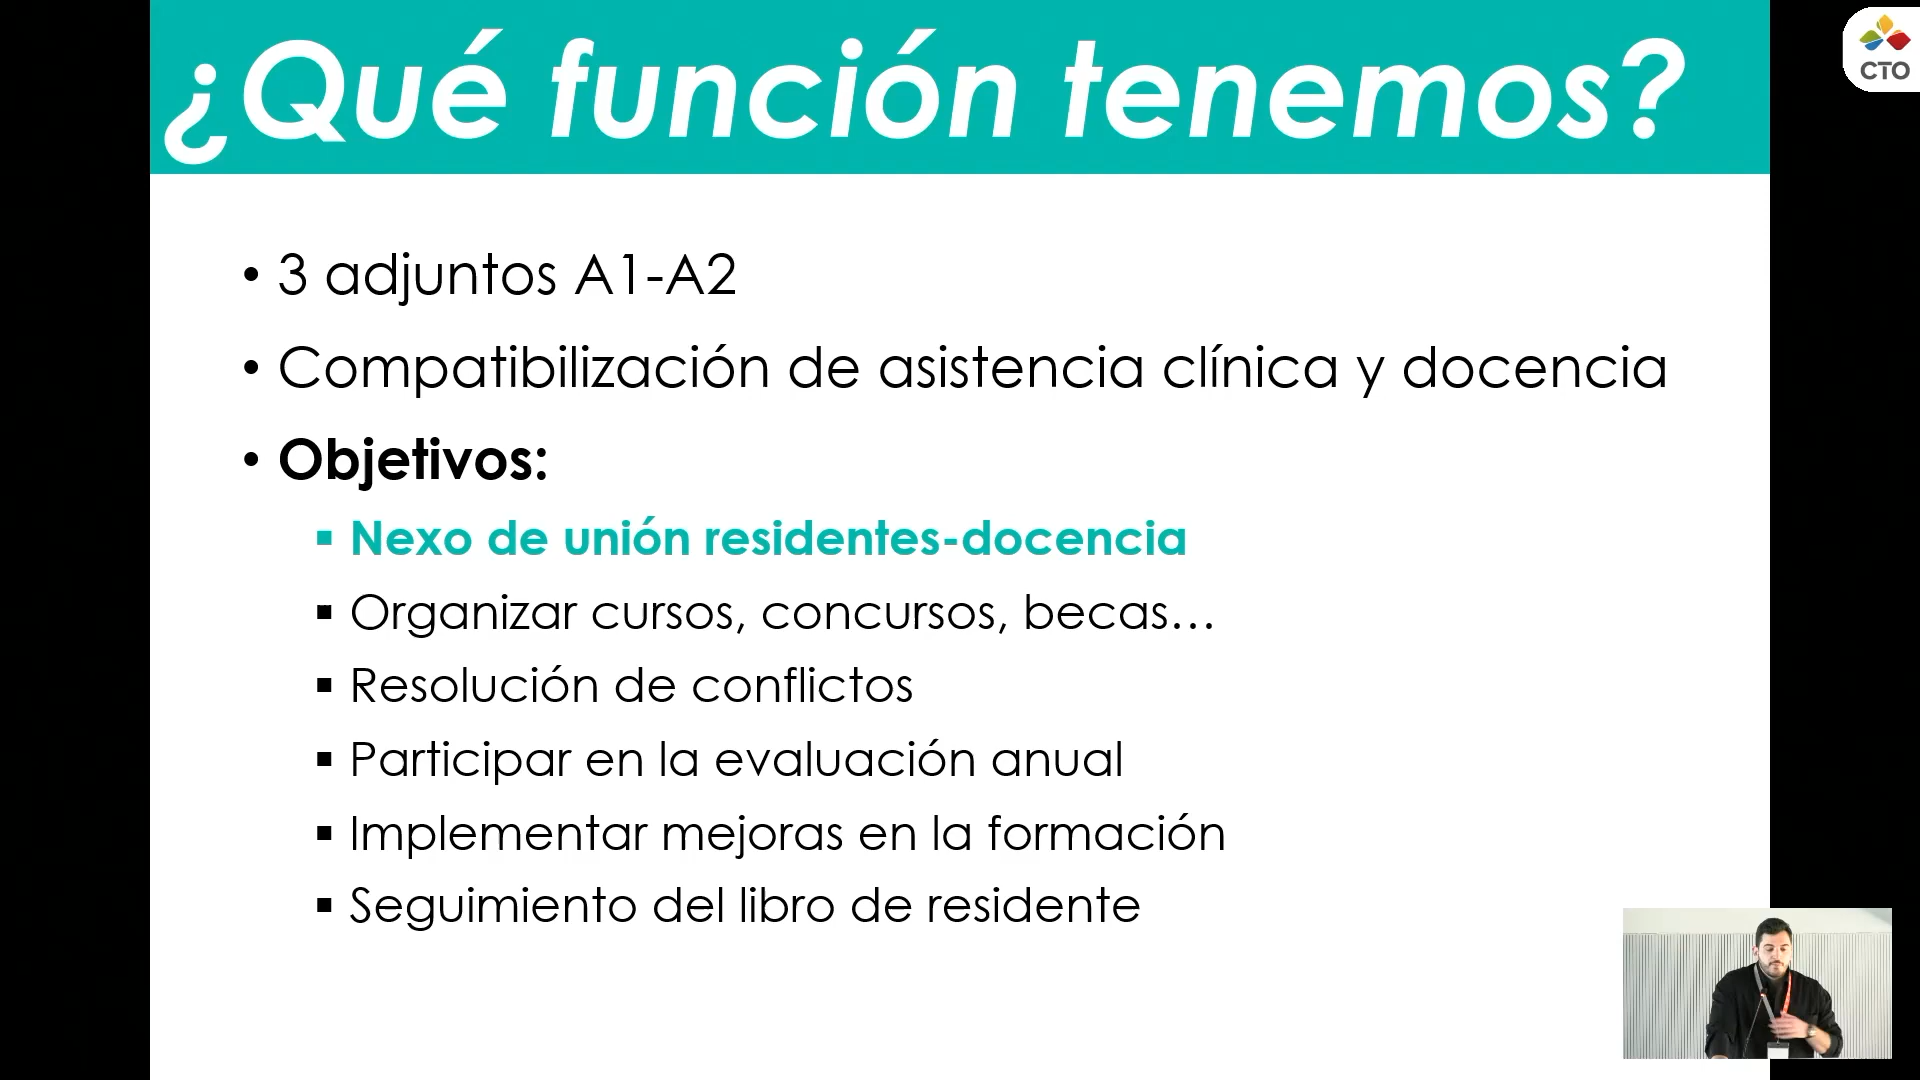 ¿Qué función tenemos?
CTO
• 3 adjuntos A1-A2
• Compatibilización de asistencia clínica y docencia
• Objetivos:
▪ Nexo de unión residentes-docencia
▪ Organizar cursos, concursos, becas…
▪ Resolución de conflictos
▪ Participar en la evaluación anual
▪ Implementar mejoras en la formación
▪ Seguimiento del libro de residente